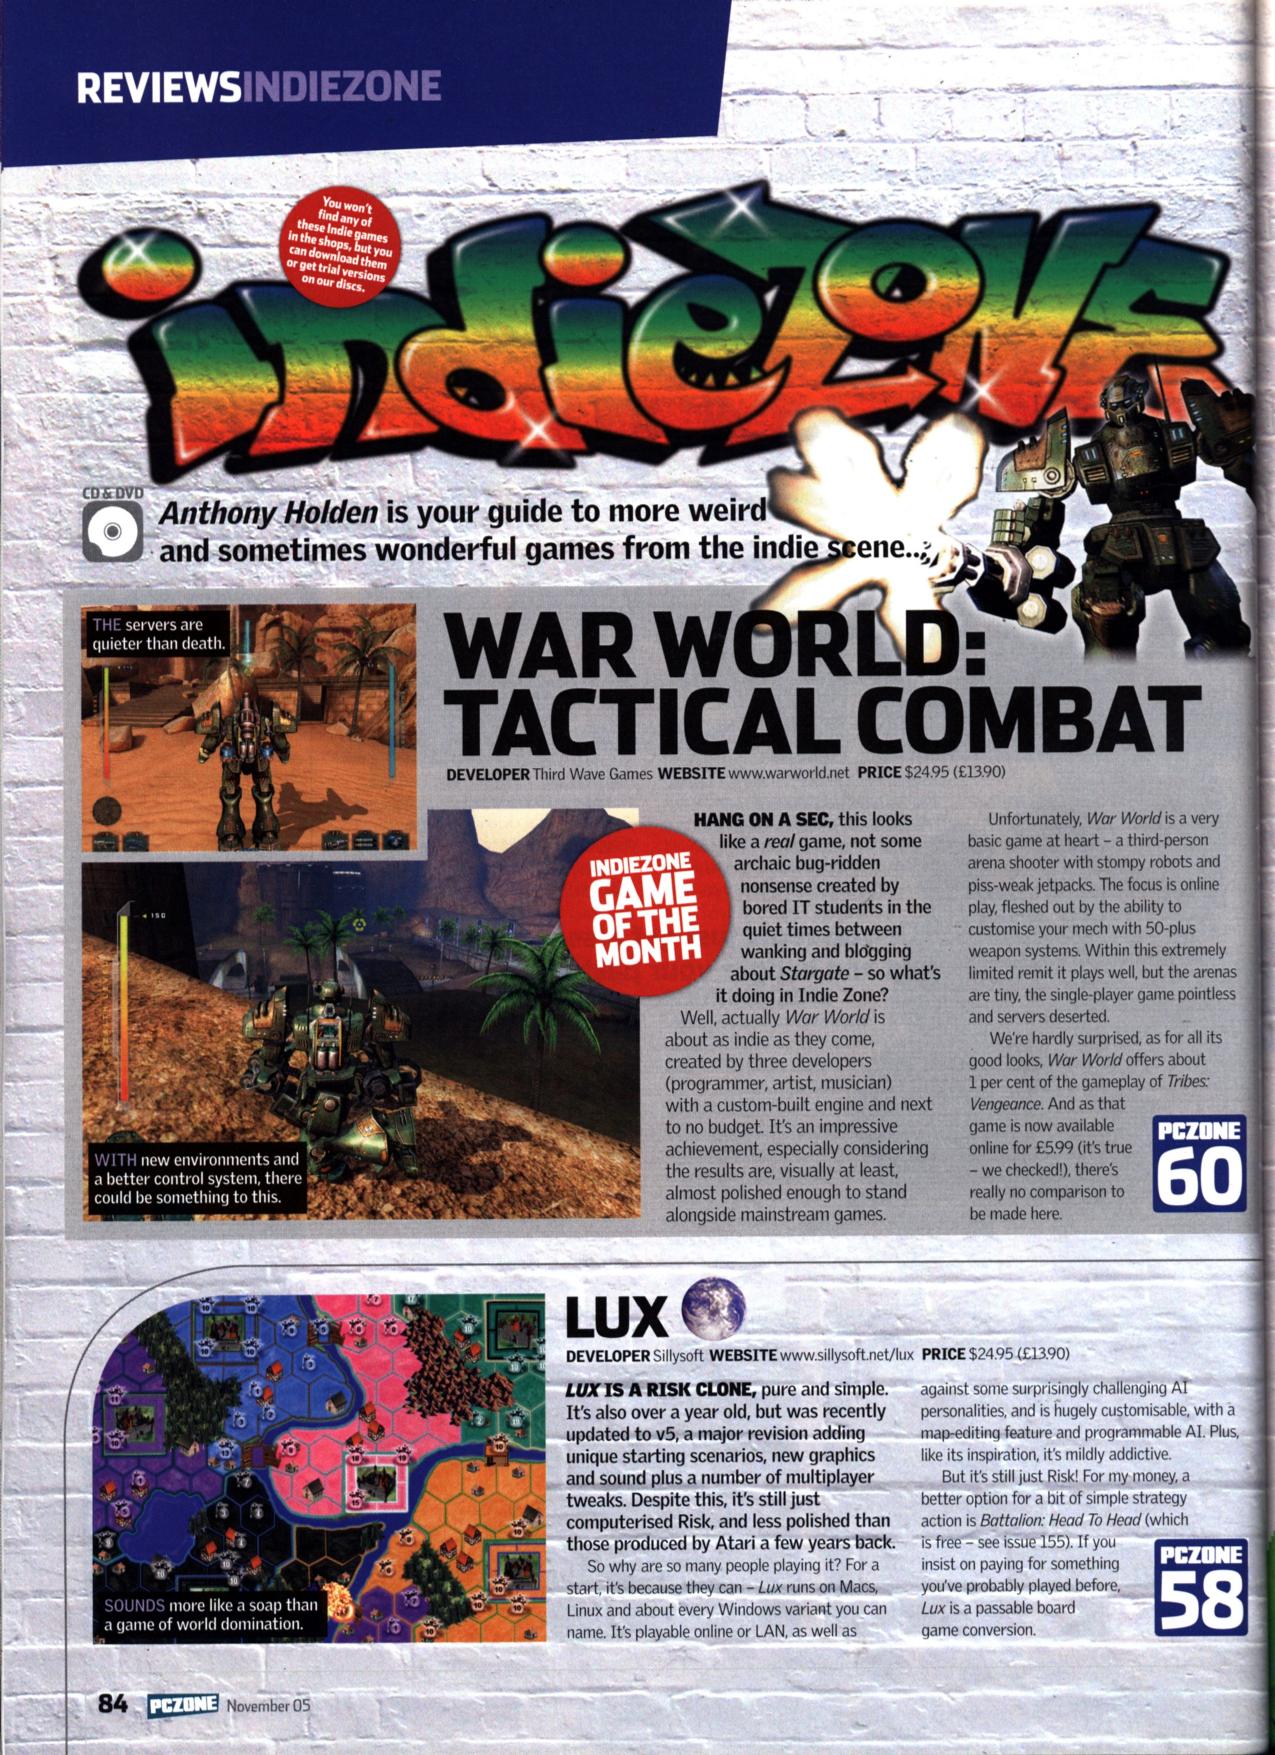 REVIEWSINDIEZONE
You won't
find any of
these Indie games
in the shops, but you
can download them
or get trial versions
on our discs.
indieZONE
CD & DVD
Anthony Holden is your guide to more weird
and sometimes wonderful games from the indie scene...
THE servers are
quieter than death.
WAR WORLD:
TACTICAL COMBAT
DEVELOPER Third Wave Games WEBSITE www.warworld.net PRICE $24.95 (£13.90)
INDIEZONE
GAME
OF THE
MONTH
150
WITH new environments and
a better control system, there
could be something to this.
HANG ON A SEC, this looks
like a real game, not some
archaic bug-ridden
nonsense created by
bored IT students in the
quiet times between
wanking and blogging
about Stargate – so what's
it doing in Indie Zone?
Well, actually War World is
about as indie as they come,
created by three developers
(programmer, artist, musician)
with a custom-built engine and next
to no budget. It's an impressive
achievement, especially considering
the results are, visually at least,
almost polished enough to stand
alongside mainstream games.
Unfortunately, War World is a very
basic game at heart – a third-person
arena shooter with stompy robots and
piss-weak jetpacks. The focus is online
play, fleshed out by the ability to
customise your mech with 50-plus
weapon systems. Within this extremely
limited remit it plays well, but the arenas
are tiny, the single-player game pointless
and servers deserted.
We're hardly surprised, as for all its
good looks, War World offers about
1 per cent of the gameplay of Tribes:
Vengeance. And as that
game is now available
online for £5.99 (it's true
– we checked!), there's
really no comparison to
be made here.
PCZONE
60
LUX
DEVELOPER Sillysoft WEBSITE www.sillysoft.net/lux PRICE $24.95 (£13.90)
SOUNDS more like a soap than
a game of world domination.
LUX IS A RISK CLONE, pure and simple.
It's also over a year old, but was recently
updated to v5, a major revision adding
unique starting scenarios, new graphics
and sound plus a number of multiplayer
tweaks. Despite this, it's still just
computerised Risk, and less polished than
those produced by Atari a few years back.
So why are so many people playing it? For a
start, it's because they can – Lux runs on Macs,
Linux and about every Windows variant you can
name. It's playable online or LAN, as well as
against some surprisingly challenging AI
personalities, and is hugely customisable, with a
map-editing feature and programmable AI. Plus,
like its inspiration, it's mildly addictive.
But it's still just Risk! For my money, a
better option for a bit of simple strategy
action is Battalion: Head To Head (which
is free – see issue 155). If you
insist on paying for something
you've probably played before,
Lux is a passable board
game conversion.
PCZONE
58
84 PCZONE November 05